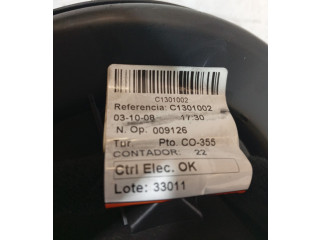 C1301002
Referencia: C1301002
03-10-06 17:30
N. Op. 009126
Tur. Pto. CO-355
CONTADOR: 22
Ctrl Elec. OK
Lote: 33011